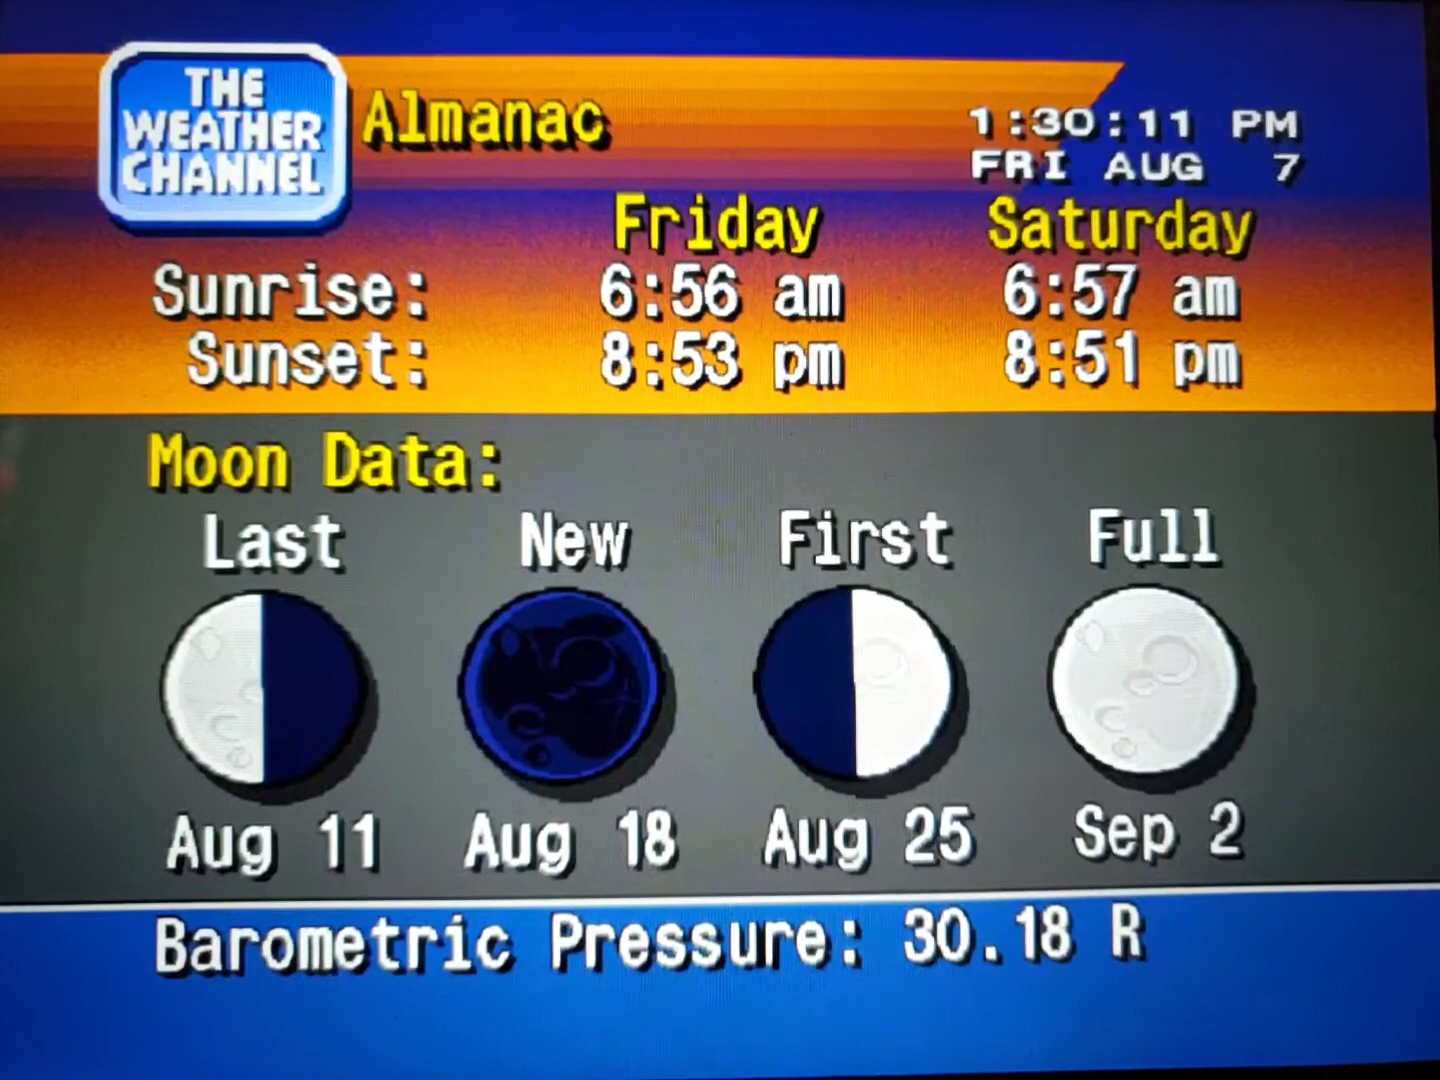 THE
WEATHER
CHANNEL
Almanac
1:30:11 PM
FRI AUG 7
Friday Saturday
Sunrise: 6:56 am 6:57 am
Sunset: 8:53 pm 8:51 pm
Moon Data:
Last New First Full
Aug 11 Aug 18 Aug 25 Sep 2
Barometric Pressure: 30.18 R